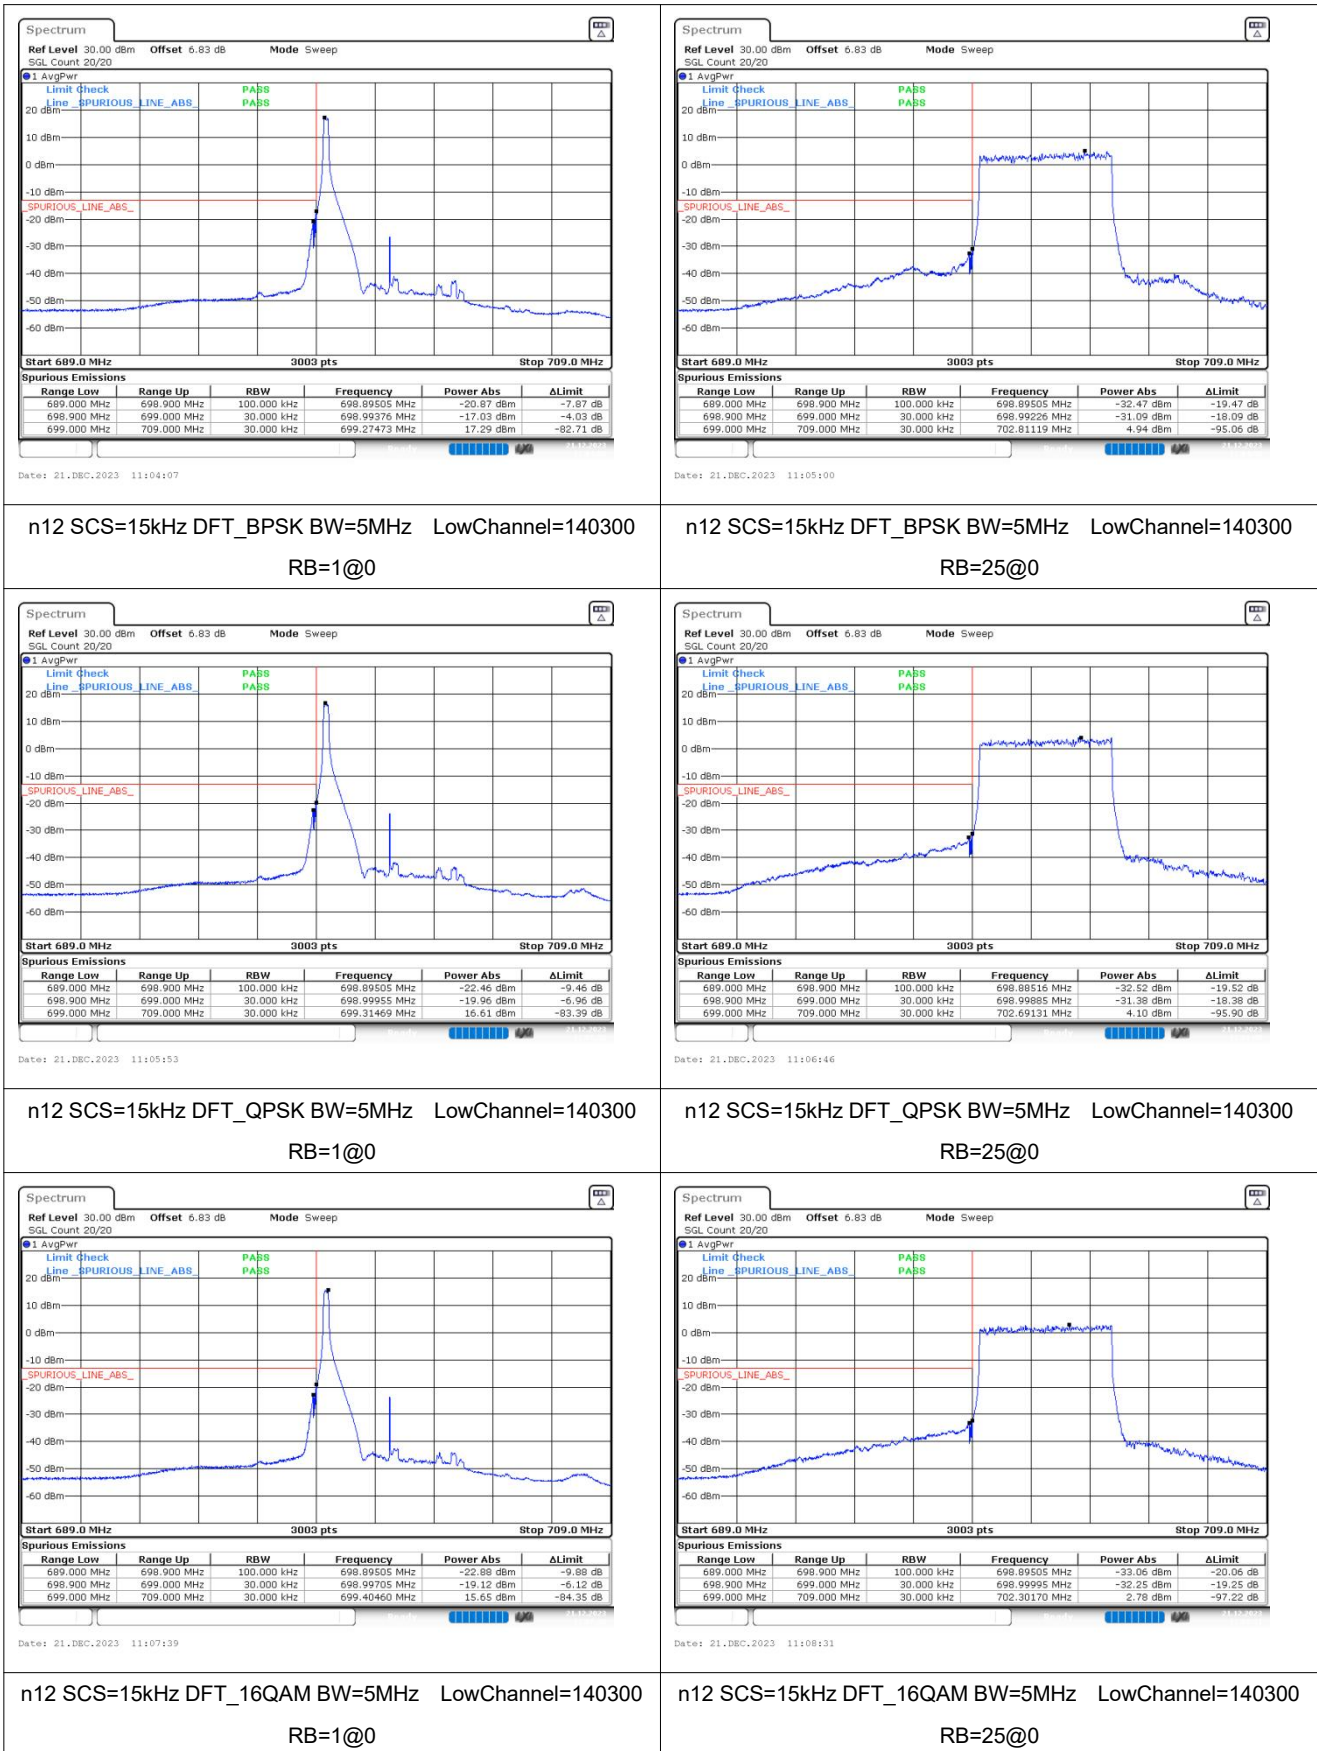 Spectrum
Ref Level 30.00 dBm Offset 6.83 dB Mode Sweep
SGL Count 20/20
1 AvgPwr
Limit Check PASS
Line _SPURIOUS_LINE_ABS_ PASS
20 dBm
10 dBm
0 dBm
-10 dBm
_SPURIOUS_LINE_ABS_
-20 dBm
-30 dBm
-40 dBm
-50 dBm
-60 dBm
Start 689.0 MHz 3003 pts Stop 709.0 MHz
Spurious Emissions
Range Low Range Up RBW Frequency Power Abs ΔLimit
689.000 MHz 698.900 MHz 100.000 kHz 698.89505 MHz -20.87 dBm -7.87 dB
698.900 MHz 699.000 MHz 30.000 kHz 698.99376 MHz -17.03 dBm -4.03 dB
699.000 MHz 709.000 MHz 30.000 kHz 699.27473 MHz 17.29 dBm -82.71 dB
Date: 21.DEC.2023 11:04:07
n12 SCS=15kHz DFT_BPSK BW=5MHz LowChannel=140300
RB=1@0
Spectrum
Ref Level 30.00 dBm Offset 6.83 dB Mode Sweep
SGL Count 20/20
1 AvgPwr
Limit Check PASS
Line _SPURIOUS_LINE_ABS_ PASS
20 dBm
10 dBm
0 dBm
-10 dBm
_SPURIOUS_LINE_ABS_
-20 dBm
-30 dBm
-40 dBm
-50 dBm
-60 dBm
Start 689.0 MHz 3003 pts Stop 709.0 MHz
Spurious Emissions
Range Low Range Up RBW Frequency Power Abs ΔLimit
689.000 MHz 698.900 MHz 100.000 kHz 698.89505 MHz -32.47 dBm -19.47 dB
698.900 MHz 699.000 MHz 30.000 kHz 698.99226 MHz -31.09 dBm -18.09 dB
699.000 MHz 709.000 MHz 30.000 kHz 702.81119 MHz 4.94 dBm -95.06 dB
Date: 21.DEC.2023 11:05:00
n12 SCS=15kHz DFT_BPSK BW=5MHz LowChannel=140300
RB=25@0
Spectrum
Ref Level 30.00 dBm Offset 6.83 dB Mode Sweep
SGL Count 20/20
1 AvgPwr
Limit Check PASS
Line _SPURIOUS_LINE_ABS_ PASS
20 dBm
10 dBm
0 dBm
-10 dBm
_SPURIOUS_LINE_ABS_
-20 dBm
-30 dBm
-40 dBm
-50 dBm
-60 dBm
Start 689.0 MHz 3003 pts Stop 709.0 MHz
Spurious Emissions
Range Low Range Up RBW Frequency Power Abs ΔLimit
689.000 MHz 698.900 MHz 100.000 kHz 698.89505 MHz -22.46 dBm -9.46 dB
698.900 MHz 699.000 MHz 30.000 kHz 698.99955 MHz -19.96 dBm -6.96 dB
699.000 MHz 709.000 MHz 30.000 kHz 699.31469 MHz 16.61 dBm -83.39 dB
Date: 21.DEC.2023 11:05:53
n12 SCS=15kHz DFT_QPSK BW=5MHz LowChannel=140300
RB=1@0
Spectrum
Ref Level 30.00 dBm Offset 6.83 dB Mode Sweep
SGL Count 20/20
1 AvgPwr
Limit Check PASS
Line _SPURIOUS_LINE_ABS_ PASS
20 dBm
10 dBm
0 dBm
-10 dBm
_SPURIOUS_LINE_ABS_
-20 dBm
-30 dBm
-40 dBm
-50 dBm
-60 dBm
Start 689.0 MHz 3003 pts Stop 709.0 MHz
Spurious Emissions
Range Low Range Up RBW Frequency Power Abs ΔLimit
689.000 MHz 698.900 MHz 100.000 kHz 698.88516 MHz -32.52 dBm -19.52 dB
698.900 MHz 699.000 MHz 30.000 kHz 698.99885 MHz -31.38 dBm -18.38 dB
699.000 MHz 709.000 MHz 30.000 kHz 702.69131 MHz 4.10 dBm -95.90 dB
Date: 21.DEC.2023 11:06:46
n12 SCS=15kHz DFT_QPSK BW=5MHz LowChannel=140300
RB=25@0
Spectrum
Ref Level 30.00 dBm Offset 6.83 dB Mode Sweep
SGL Count 20/20
1 AvgPwr
Limit Check PASS
Line _SPURIOUS_LINE_ABS_ PASS
20 dBm
10 dBm
0 dBm
-10 dBm
_SPURIOUS_LINE_ABS_
-20 dBm
-30 dBm
-40 dBm
-50 dBm
-60 dBm
Start 689.0 MHz 3003 pts Stop 709.0 MHz
Spurious Emissions
Range Low Range Up RBW Frequency Power Abs ΔLimit
689.000 MHz 698.900 MHz 100.000 kHz 698.89505 MHz -22.88 dBm -9.88 dB
698.900 MHz 699.000 MHz 30.000 kHz 698.99705 MHz -19.12 dBm -6.12 dB
699.000 MHz 709.000 MHz 30.000 kHz 699.40460 MHz 15.65 dBm -84.35 dB
Date: 21.DEC.2023 11:07:39
n12 SCS=15kHz DFT_16QAM BW=5MHz LowChannel=140300
RB=1@0
Spectrum
Ref Level 30.00 dBm Offset 6.83 dB Mode Sweep
SGL Count 20/20
1 AvgPwr
Limit Check PASS
Line _SPURIOUS_LINE_ABS_ PASS
20 dBm
10 dBm
0 dBm
-10 dBm
_SPURIOUS_LINE_ABS_
-20 dBm
-30 dBm
-40 dBm
-50 dBm
-60 dBm
Start 689.0 MHz 3003 pts Stop 709.0 MHz
Spurious Emissions
Range Low Range Up RBW Frequency Power Abs ΔLimit
689.000 MHz 698.900 MHz 100.000 kHz 698.89505 MHz -33.06 dBm -20.06 dB
698.900 MHz 699.000 MHz 30.000 kHz 698.99995 MHz -32.25 dBm -19.25 dB
699.000 MHz 709.000 MHz 30.000 kHz 702.30170 MHz 2.78 dBm -97.22 dB
Date: 21.DEC.2023 11:08:31
n12 SCS=15kHz DFT_16QAM BW=5MHz LowChannel=140300
RB=25@0